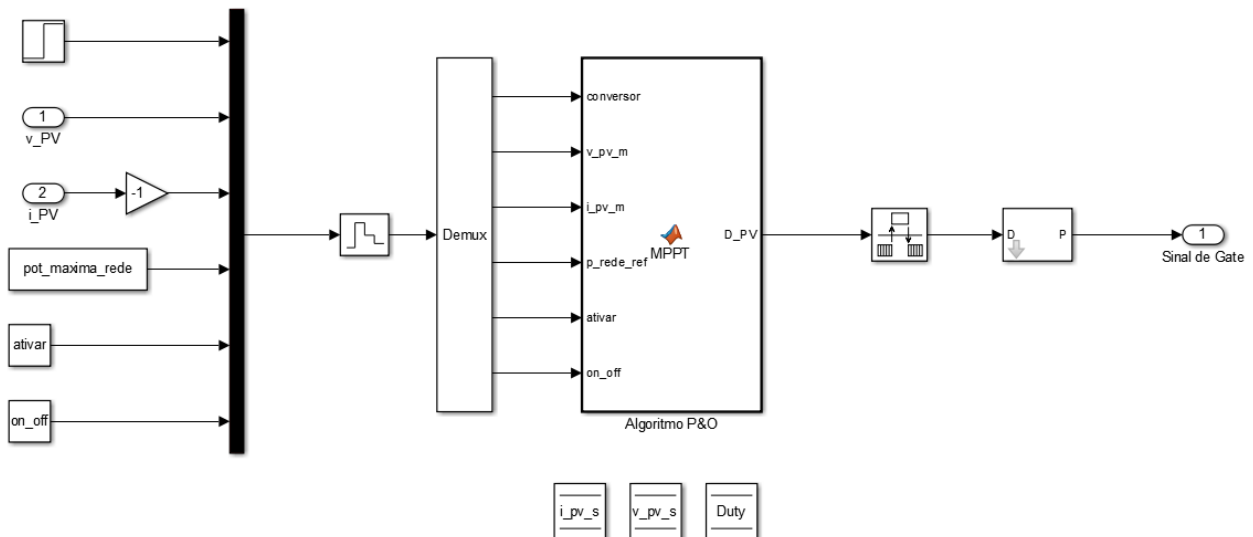 1
v_PV
2
i_PV
-1
pot_maxima_rede
ativar
on_off
Demux
conversor
v_pv_m
i_pv_m
p_rede_ref
ativar
on_off
MPPT
D_PV
Algoritmo P&O
D
P
1
Sinal de Gate
i_pv_s
v_pv_s
Duty